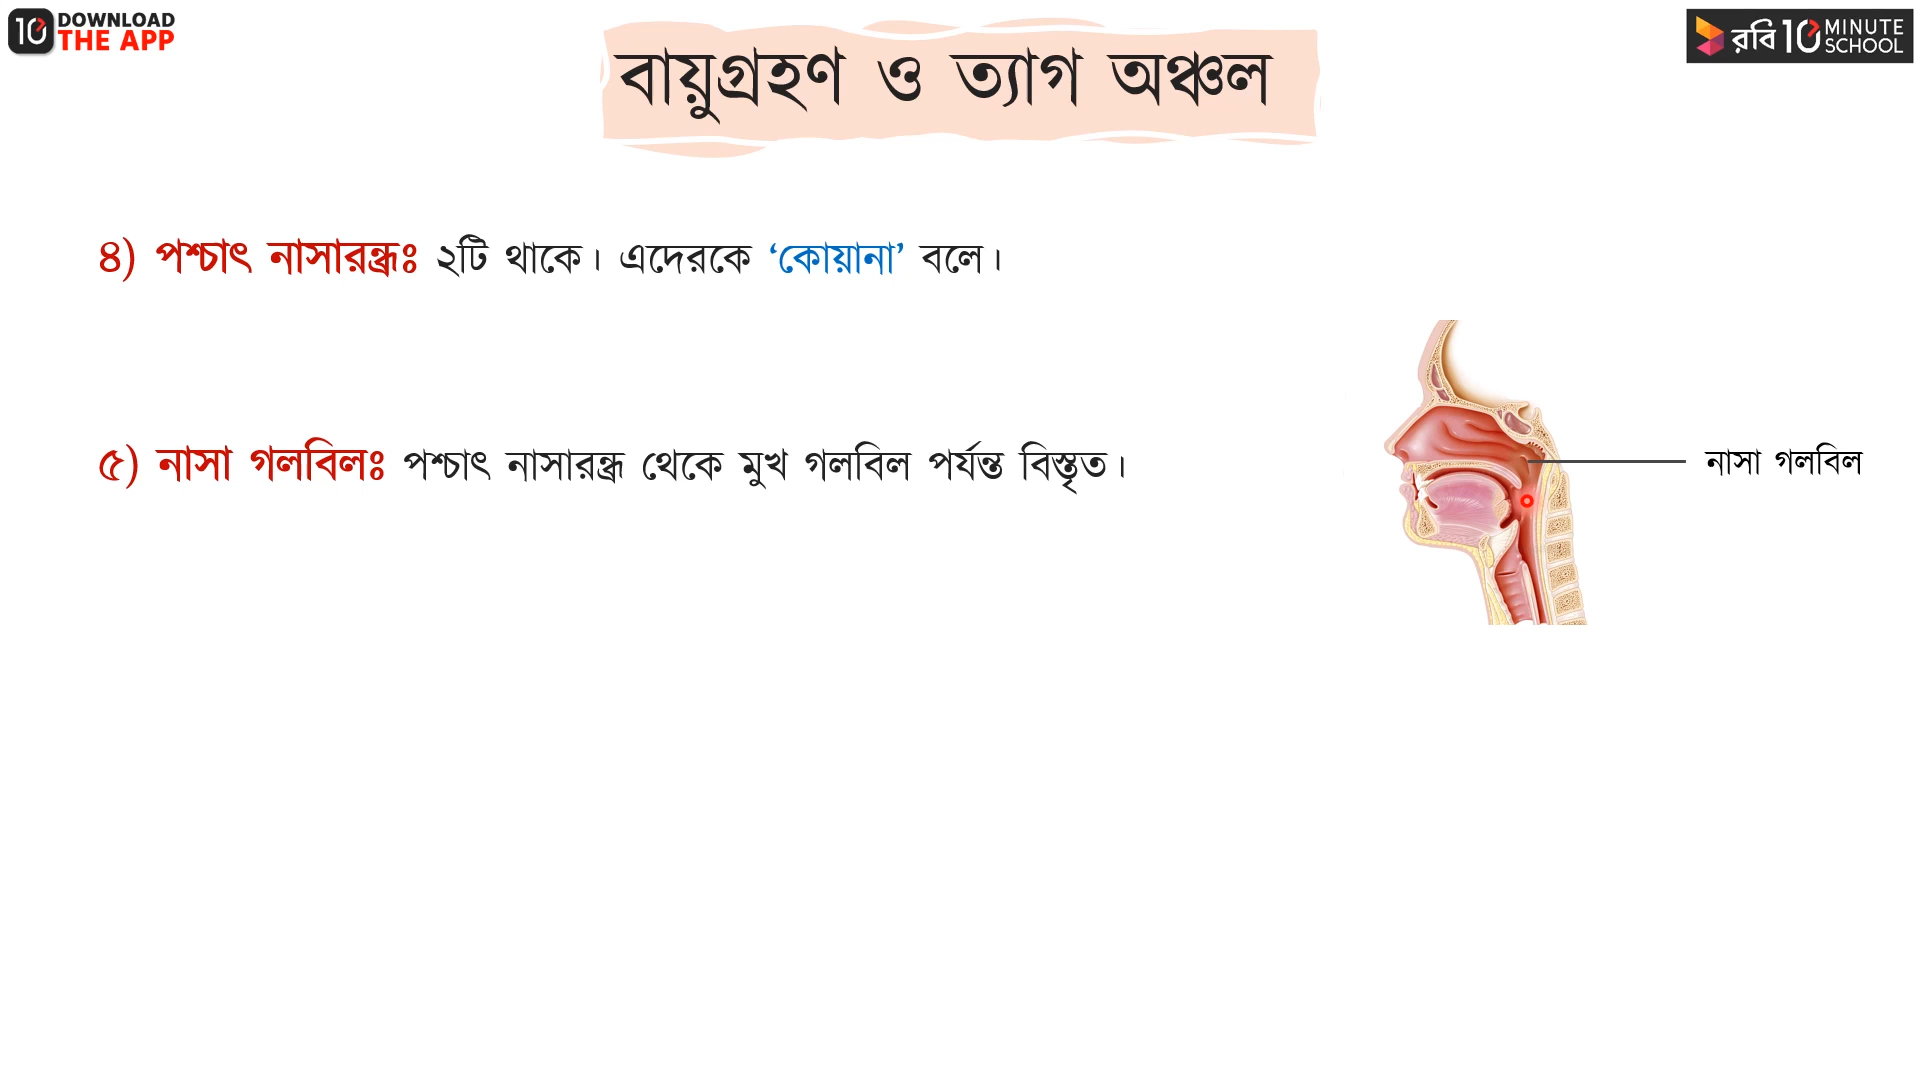 10 DOWNLOAD
THE APP
বায়ুগ্রহণ ও ত্যাগ অঞ্চল
রবি 10 MINUTE
SCHOOL
৪) পশ্চাৎ নাসারন্ধ্রঃ ২টি থাকে। এদেরকে ‘কোয়ানা’ বলে।
৫) নাসা গলবিলঃ পশ্চাৎ নাসারন্ধ্র থেকে মুখ গলবিল পর্যন্ত বিস্তৃত।
নাসা গলবিল